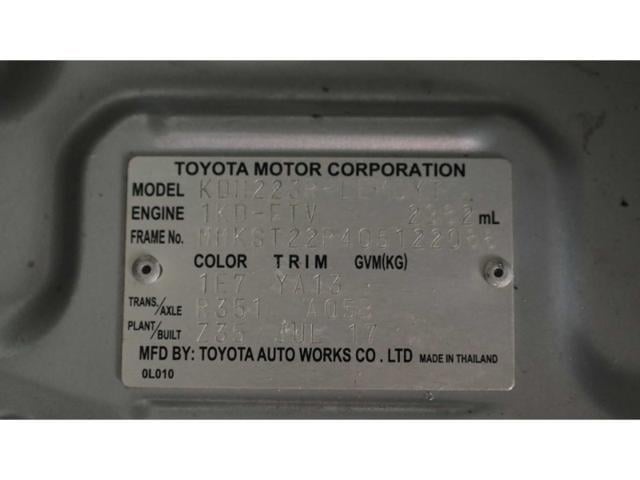 TOYOTA MOTOR CORPORATION
MODEL
ENGINE 1KD-FTV 2982 mL
FRAME No.
COLOR TRIM GVM(KG)
1E7 YA13
TRANS./AXLE R351
PLANT/BUILT Z35 JUL 17
MFD BY: TOYOTA AUTO WORKS CO . LTD MADE IN THAILAND
0L010